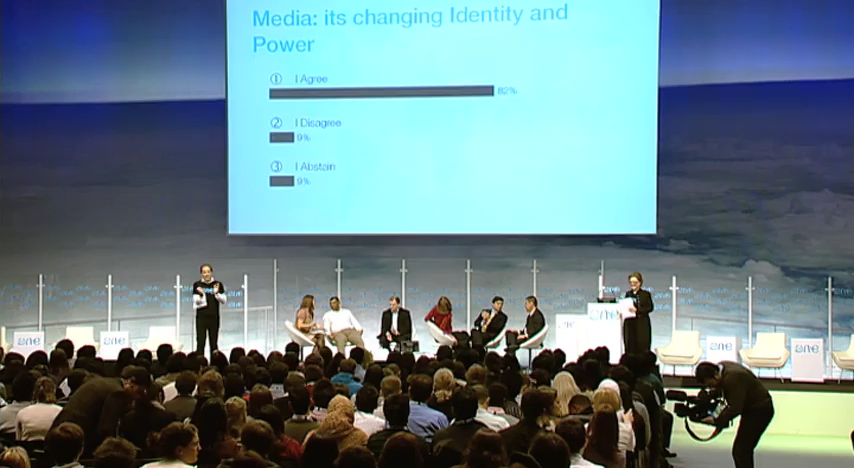 Media: its changing Identity and
Power
① I Agree
82%
② I Disagree
9%
③ I Abstain
9%
one
one
one
one
one